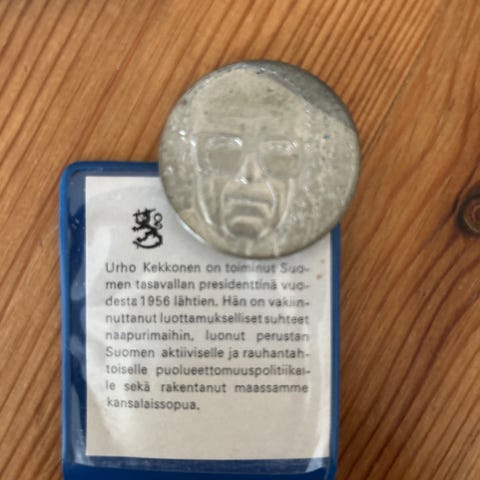 Urho Kekkonen on toiminut Suo-
men tasavallan presidenttinä vuo-
desta 1956 lähtien. Hän on vakiin-
nuttanut luottamukselliset suhteet
naapurimaihin, luonut perustan
Suomen aktiiviselle ja rauhantah-
toiselle puolueettomuuspolitiikal-
le sekä rakentanut maassamme
kansalaissopua.